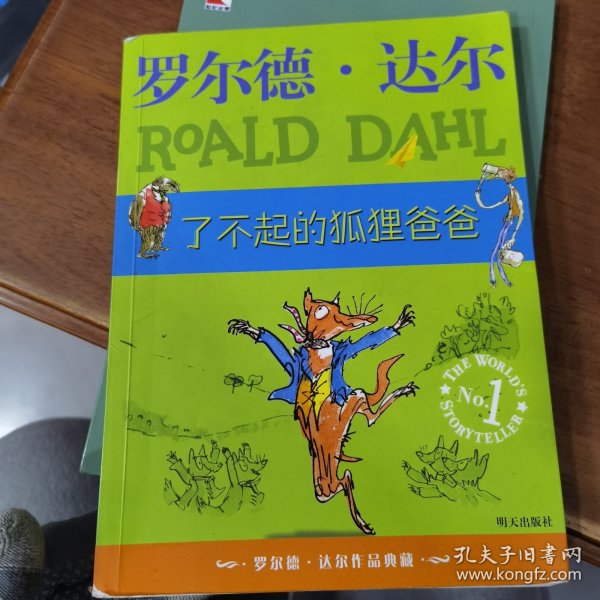 罗尔德·达尔
ROALD DAHL
了不起的狐狸爸爸
THE WORLD'S
No.1
STORYTELLER
明天出版社
罗尔德·达尔作品典藏
孔夫子旧书网
www.kongfz.com